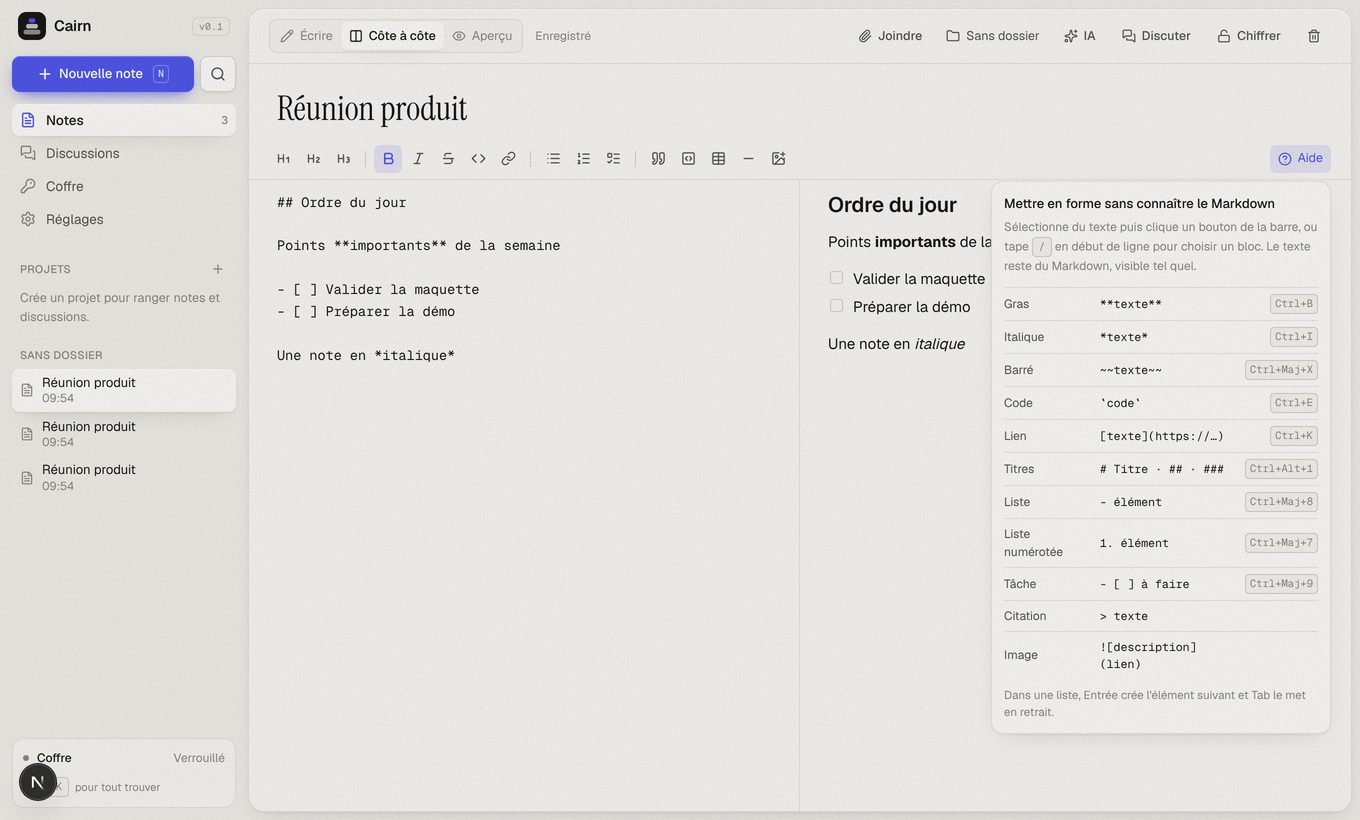 Cairn
v0.1
Nouvelle note N
Notes 3
Discussions
Coffre
Réglages
PROJETS
Crée un projet pour ranger notes et
discussions.
SANS DOSSIER
Réunion produit
09:54
Réunion produit
09:54
Réunion produit
09:54
Coffre Verrouillé
N K pour tout trouver
Écrire Côte à côte Aperçu Enregistré Joindre Sans dossier IA Discuter Chiffrer
Réunion produit
H1 H2 H3 B I S Aide
## Ordre du jour
Points **importants** de la semaine
- [ ] Valider la maquette
- [ ] Préparer la démo
Une note en *italique*
Ordre du jour
Points importants de la
Valider la maquette
Préparer la démo
Une note en italique
Mettre en forme sans connaître le Markdown
Sélectionne du texte puis clique un bouton de la barre, ou
tape / en début de ligne pour choisir un bloc. Le texte
reste du Markdown, visible tel quel.
Gras **texte** Ctrl+B
Italique *texte* Ctrl+I
Barré ~~texte~~ Ctrl+Maj+X
Code `code` Ctrl+E
Lien [texte](https://…) Ctrl+K
Titres # Titre · ## · ### Ctrl+Alt+1
Liste - élément Ctrl+Maj+8
Liste
numérotée 1. élément Ctrl+Maj+7
Tâche - [ ] à faire Ctrl+Maj+9
Citation > texte
Image ![description]
(lien)
Dans une liste, Entrée crée l'élément suivant et Tab le met
en retrait.